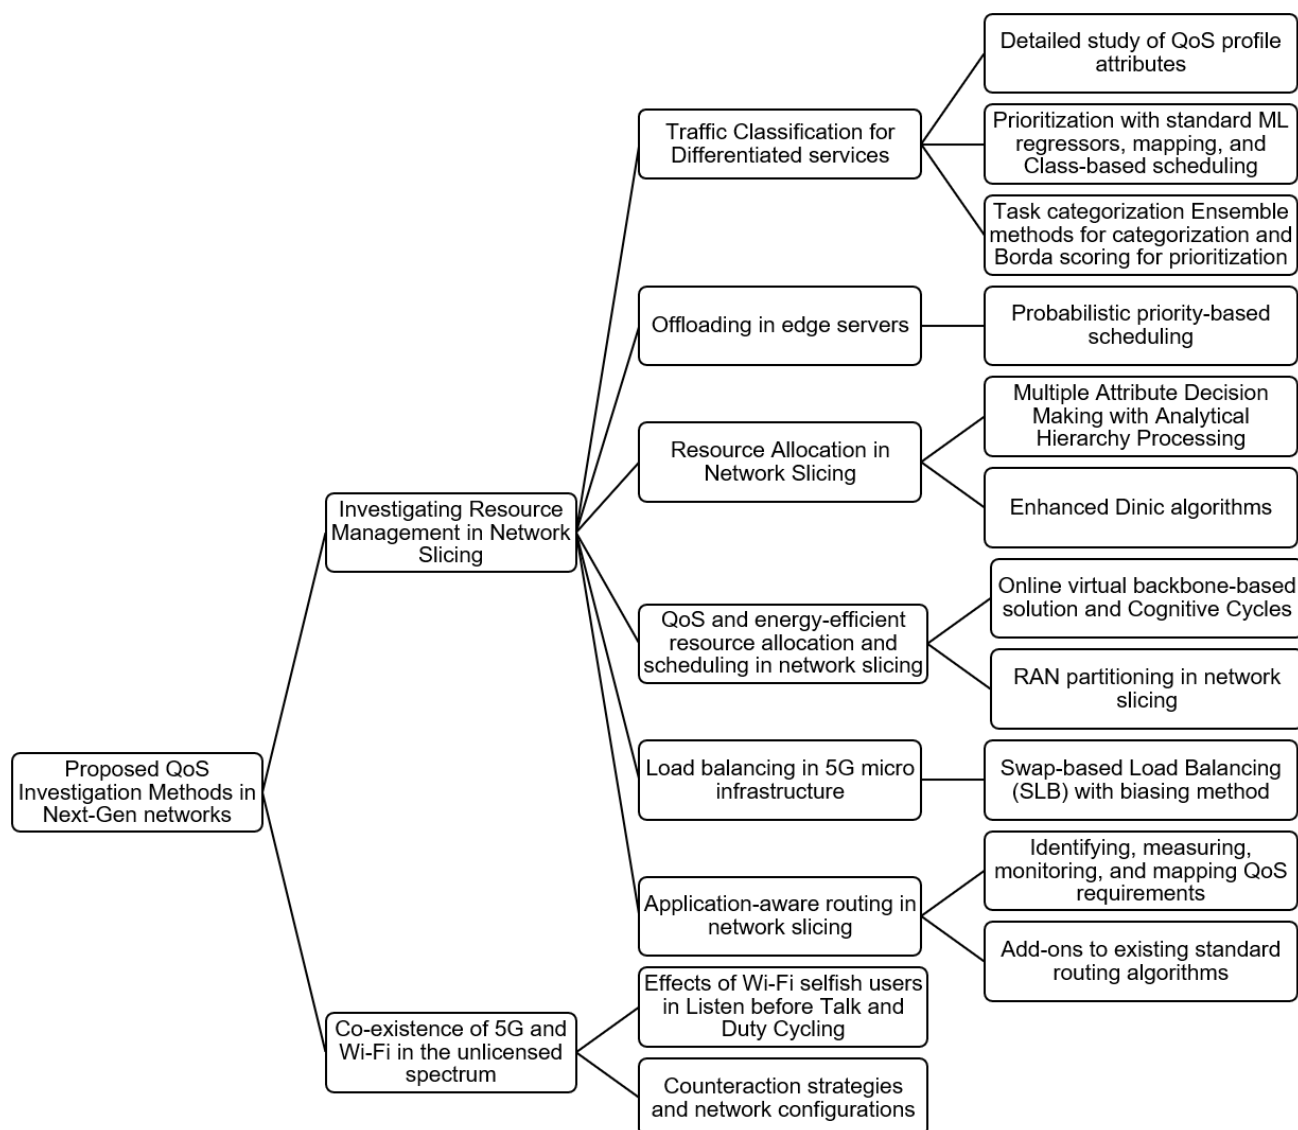 Proposed QoS
Investigation Methods in
Next-Gen networks
Investigating Resource
Management in Network
Slicing
Traffic Classification for
Differentiated services
Detailed study of QoS profile
attributes
Prioritization with standard ML
regressors, mapping, and
Class-based scheduling
Task categorization Ensemble
methods for categorization and
Borda scoring for prioritization
Offloading in edge servers
Probabilistic priority-based
scheduling
Resource Allocation in
Network Slicing
Multiple Attribute Decision
Making with Analytical
Hierarchy Processing
Enhanced Dinic algorithms
QoS and energy-efficient
resource allocation and
scheduling in network slicing
Online virtual backbone-based
solution and Cognitive Cycles
RAN partitioning in network
slicing
Load balancing in 5G micro
infrastructure
Swap-based Load Balancing
(SLB) with biasing method
Application-aware routing in
network slicing
Identifying, measuring,
monitoring, and mapping QoS
requirements
Add-ons to existing standard
routing algorithms
Co-existence of 5G and
Wi-Fi in the unlicensed
spectrum
Effects of Wi-Fi selfish users
in Listen before Talk and
Duty Cycling
Counteraction strategies
and network configurations